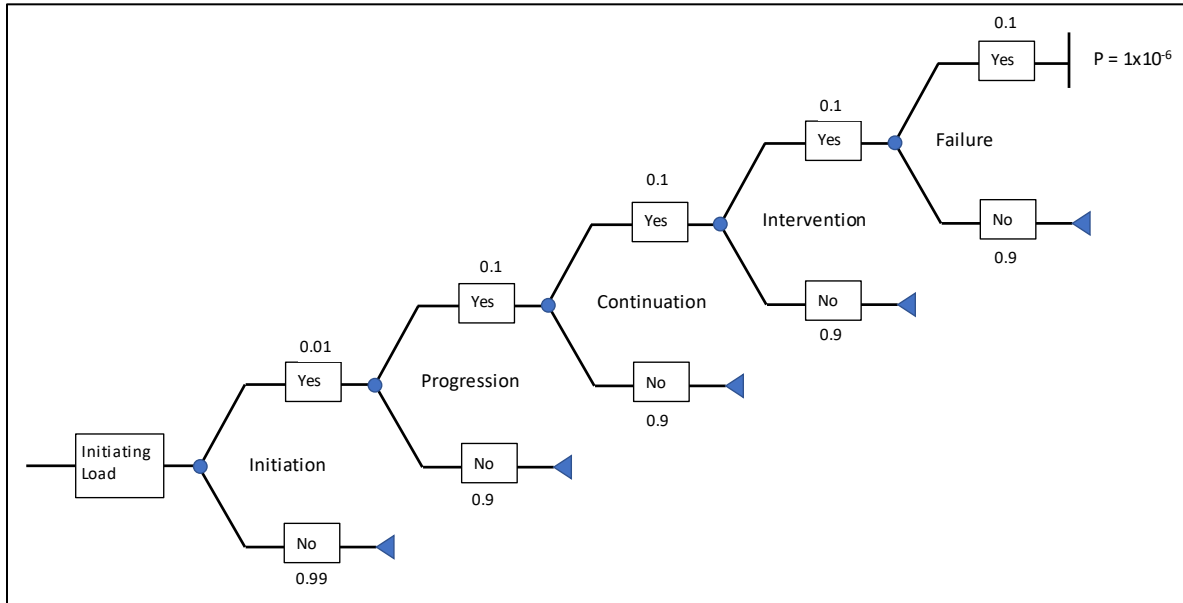 0.1
Yes
P = 1x10⁻⁶
0.1
Yes
Failure
0.1
Yes
Intervention
No
0.9
0.1
Yes
Continuation
No
0.9
0.01
Yes
Progression
No
0.9
Initiating
Load
Initiation
No
0.9
No
0.99